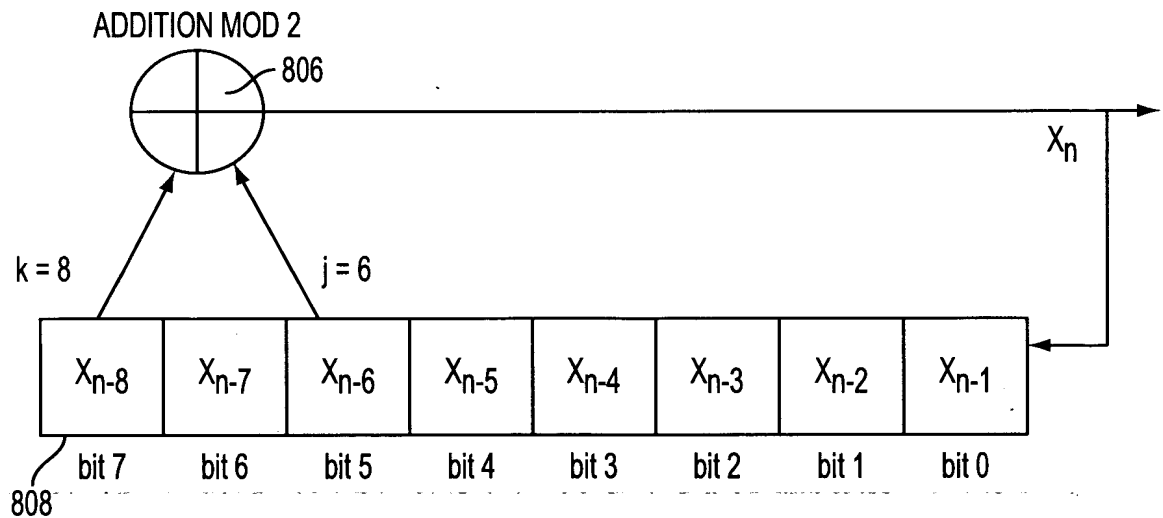 ADDITION MOD 2
806
Xn
k = 8
j = 6
Xn-8 Xn-7 Xn-6 Xn-5 Xn-4 Xn-3 Xn-2 Xn-1
bit 7 bit 6 bit 5 bit 4 bit 3 bit 2 bit 1 bit 0
808